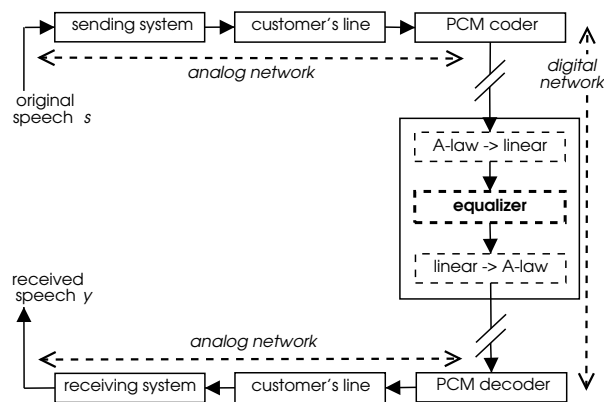 sending system
customer's line
PCM coder
analog network
digital
network
original
speech s
A-law -> linear
equalizer
linear -> A-law
received
speech y
analog network
receiving system
customer's line
PCM decoder